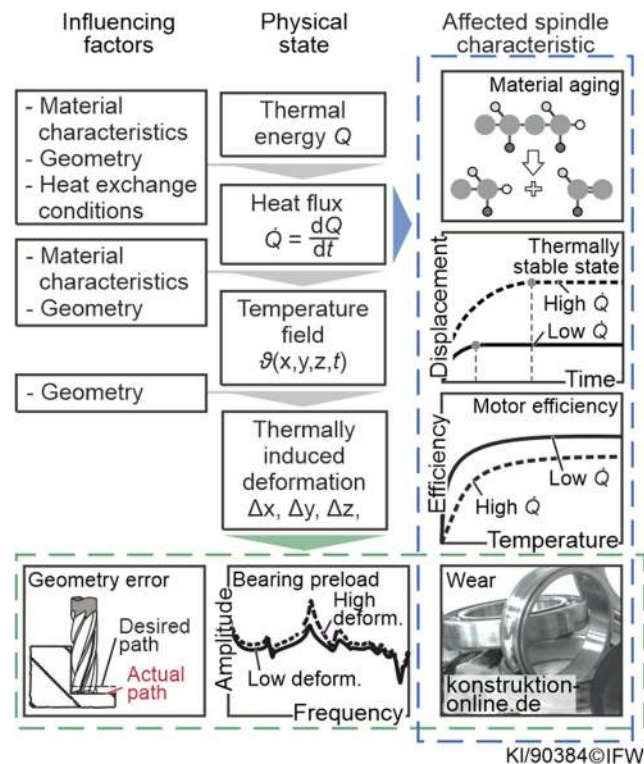 Influencing
factors
Physical
state
Affected spindle
characteristic
- Material
characteristics
- Geometry
- Heat exchange
conditions
- Material
characteristics
- Geometry
- Geometry
Thermal
energy Q
Heat flux
Q̇ = dQ/dt
Temperature
field
ϑ(x,y,z,t)
Thermally
induced
deformation
Δx, Δy, Δz,
Material aging
Thermally
stable state
High Q̇
Low Q̇
Displacement
Time
Motor efficiency
Low Q̇
High Q̇
Efficiency
Temperature
Geometry error
Desired
path
Actual
path
Bearing preload
High
deform.
Low deform.
Amplitude
Frequency
Wear
konstruktion-
online.de
KI/90384©IFW